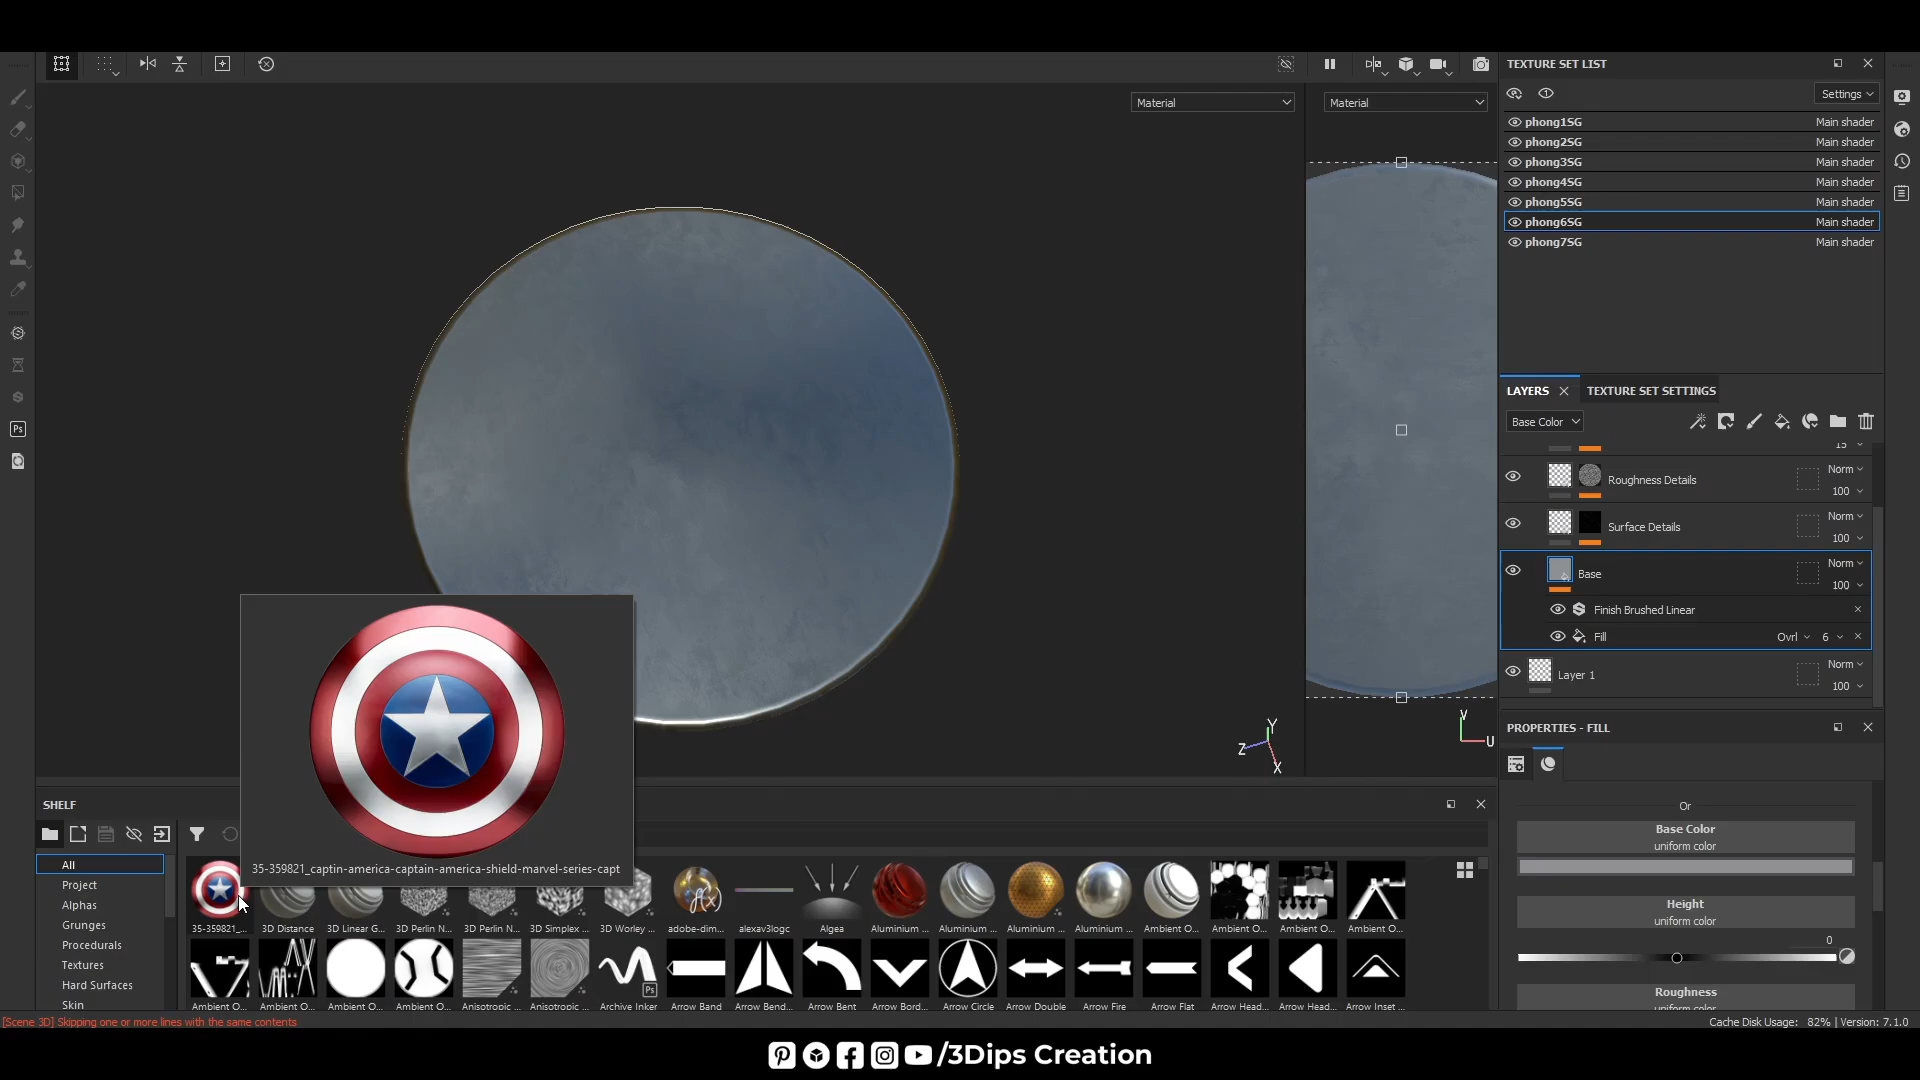 Material
Material
TEXTURE SET LIST
Settings
phong1SG Main shader
phong2SG Main shader
phong3SG Main shader
phong4SG Main shader
phong5SG Main shader
phong6SG Main shader
phong7SG Main shader
LAYERS TEXTURE SET SETTINGS
Base Color
15
Norm
Roughness Details
100
Norm
Surface Details
100
Norm
Base
100
Finish Brushed Linear
Fill Ovrl 6
Norm
Layer 1
100
Y
Z
X
V
U
PROPERTIES - FILL
Or
Base Color
uniform color
Height
uniform color
0
Roughness
uniform color
SHELF
All
Project
Alphas
Grunges
Procedurals
Textures
Hard Surfaces
Skin
35-359821_captin-america-captain-america-shield-marvel-series-capt
35-359821_... 3D Distance 3D Linear G... 3D Perlin N... 3D Perlin N... 3D Simplex ... 3D Worley ... adobe-dim... alexav3logc Algea Aluminium ... Aluminium ... Aluminium ... Aluminium ... Ambient O... Ambient O... Ambient O... Ambient O...
Ps
Ambient O... Ambient O... Ambient O... Ambient O... Anisotropic ... Anisotropic ... Archive Inker Arrow Band Arrow Bend... Arrow Bent Arrow Bord... Arrow Circle Arrow Double Arrow Fire Arrow Flat Arrow Head... Arrow Head... Arrow Inset ...
Ps
[Scene 3D] Skipping one or more lines with the same contents
Cache Disk Usage: 82% | Version: 7.1.0
/3Dips Creation